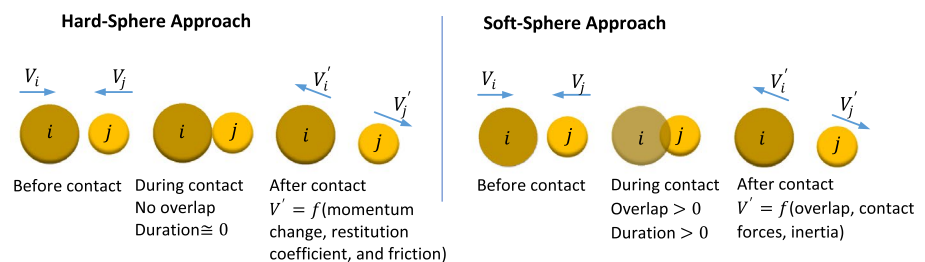 Hard-Sphere Approach
V_i
V_j
V_i′
V_j′
i
j
i
j
i
j
Before contact
During contact
No overlap
Duration≅ 0
After contact
V′ = f(momentum
change, restitution
coefficient, and friction)
Soft-Sphere Approach
V_i
V_j
V_i′
V_j′
i
j
i
j
i
j
Before contact
During contact
Overlap > 0
Duration > 0
After contact
V′ = f(overlap, contact
forces, inertia)